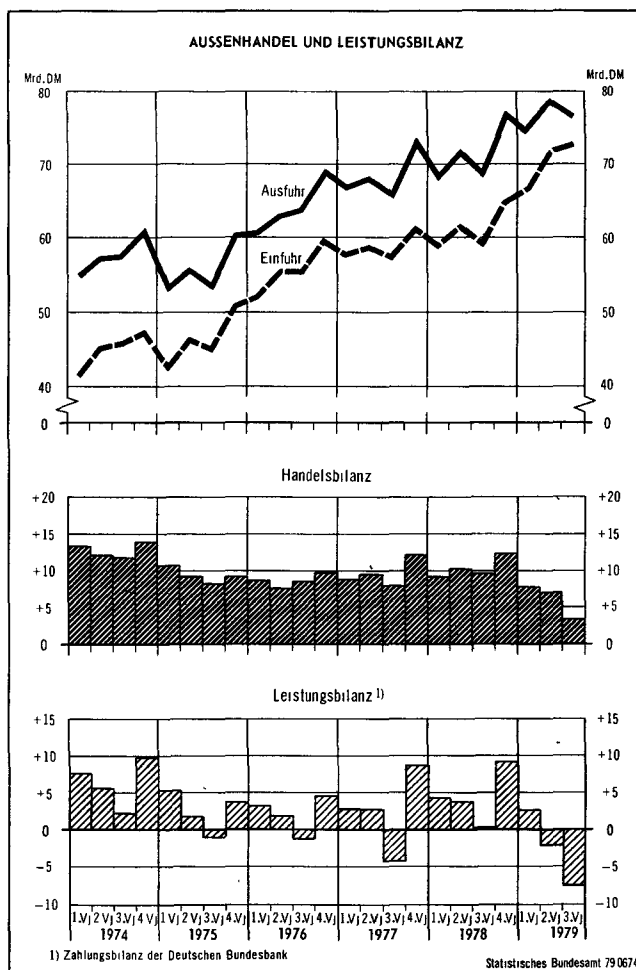 AUSSENHANDEL UND LEISTUNGSBILANZ
Mrd.DM Mrd.DM
80 80
70 70
Ausfuhr
60 60
Einfuhr
50 50
40 40
0 0
Handelsbilanz
+20 +20
+15 +15
+10 +10
+5 +5
0 0
Leistungsbilanz 1)
+15 +15
+10 +10
+5 +5
0 0
−5 −5
−10 −10
1.Vj 2 Vj 3.Vj 4 Vj 1.Vj 2.Vj 3.Vj 4.Vj 1.Vj 2.Vj 3.Vj 4.Vj 1.Vj 2.Vj 3.Vj 4.Vj 1.Vj 2.Vj 3.Vj 4.Vj 1.Vj 2.Vj 3.Vj
1974 1975 1976 1977 1978 1979
1) Zahlungsbilanz der Deutschen Bundesbank
Statistisches Bundesamt 79 0674